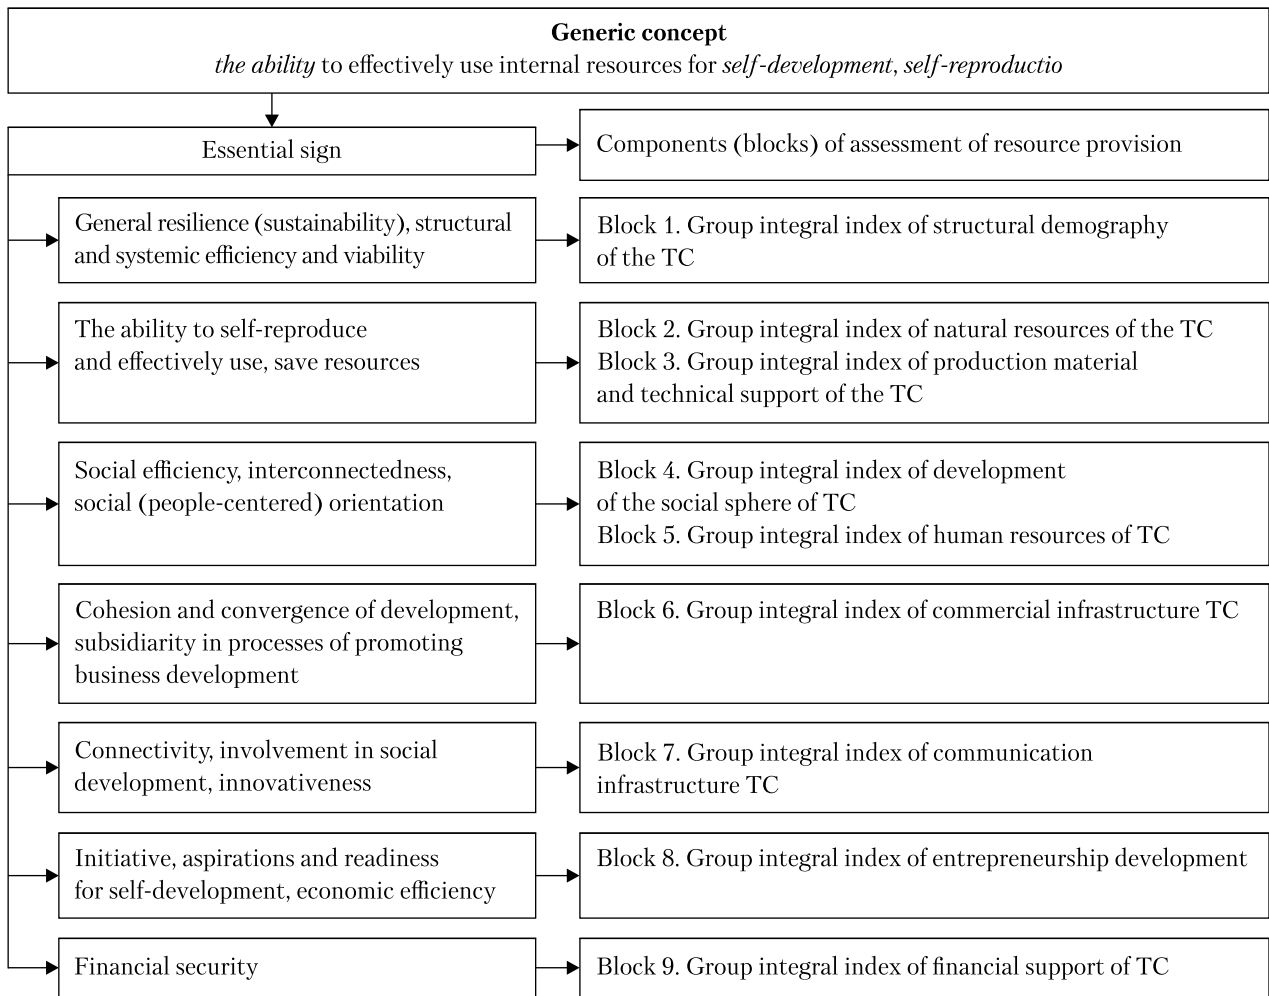 Generic concept
the ability to effectively use internal resources for self-development, self-reproductio
Essential sign
Components (blocks) of assessment of resource provision
General resilience (sustainability), structural
and systemic efficiency and viability
Block 1. Group integral index of structural demography
of the TC
The ability to self-reproduce
and effectively use, save resources
Block 2. Group integral index of natural resources of the TC
Block 3. Group integral index of production material
and technical support of the TC
Social efficiency, interconnectedness,
social (people-centered) orientation
Block 4. Group integral index of development
of the social sphere of TC
Block 5. Group integral index of human resources of TC
Cohesion and convergence of development,
subsidiarity in processes of promoting
business development
Block 6. Group integral index of commercial infrastructure TC
Connectivity, involvement in social
development, innovativeness
Block 7. Group integral index of communication
infrastructure TC
Initiative, aspirations and readiness
for self-development, economic efficiency
Block 8. Group integral index of entrepreneurship development
Financial security
Block 9. Group integral index of financial support of TC